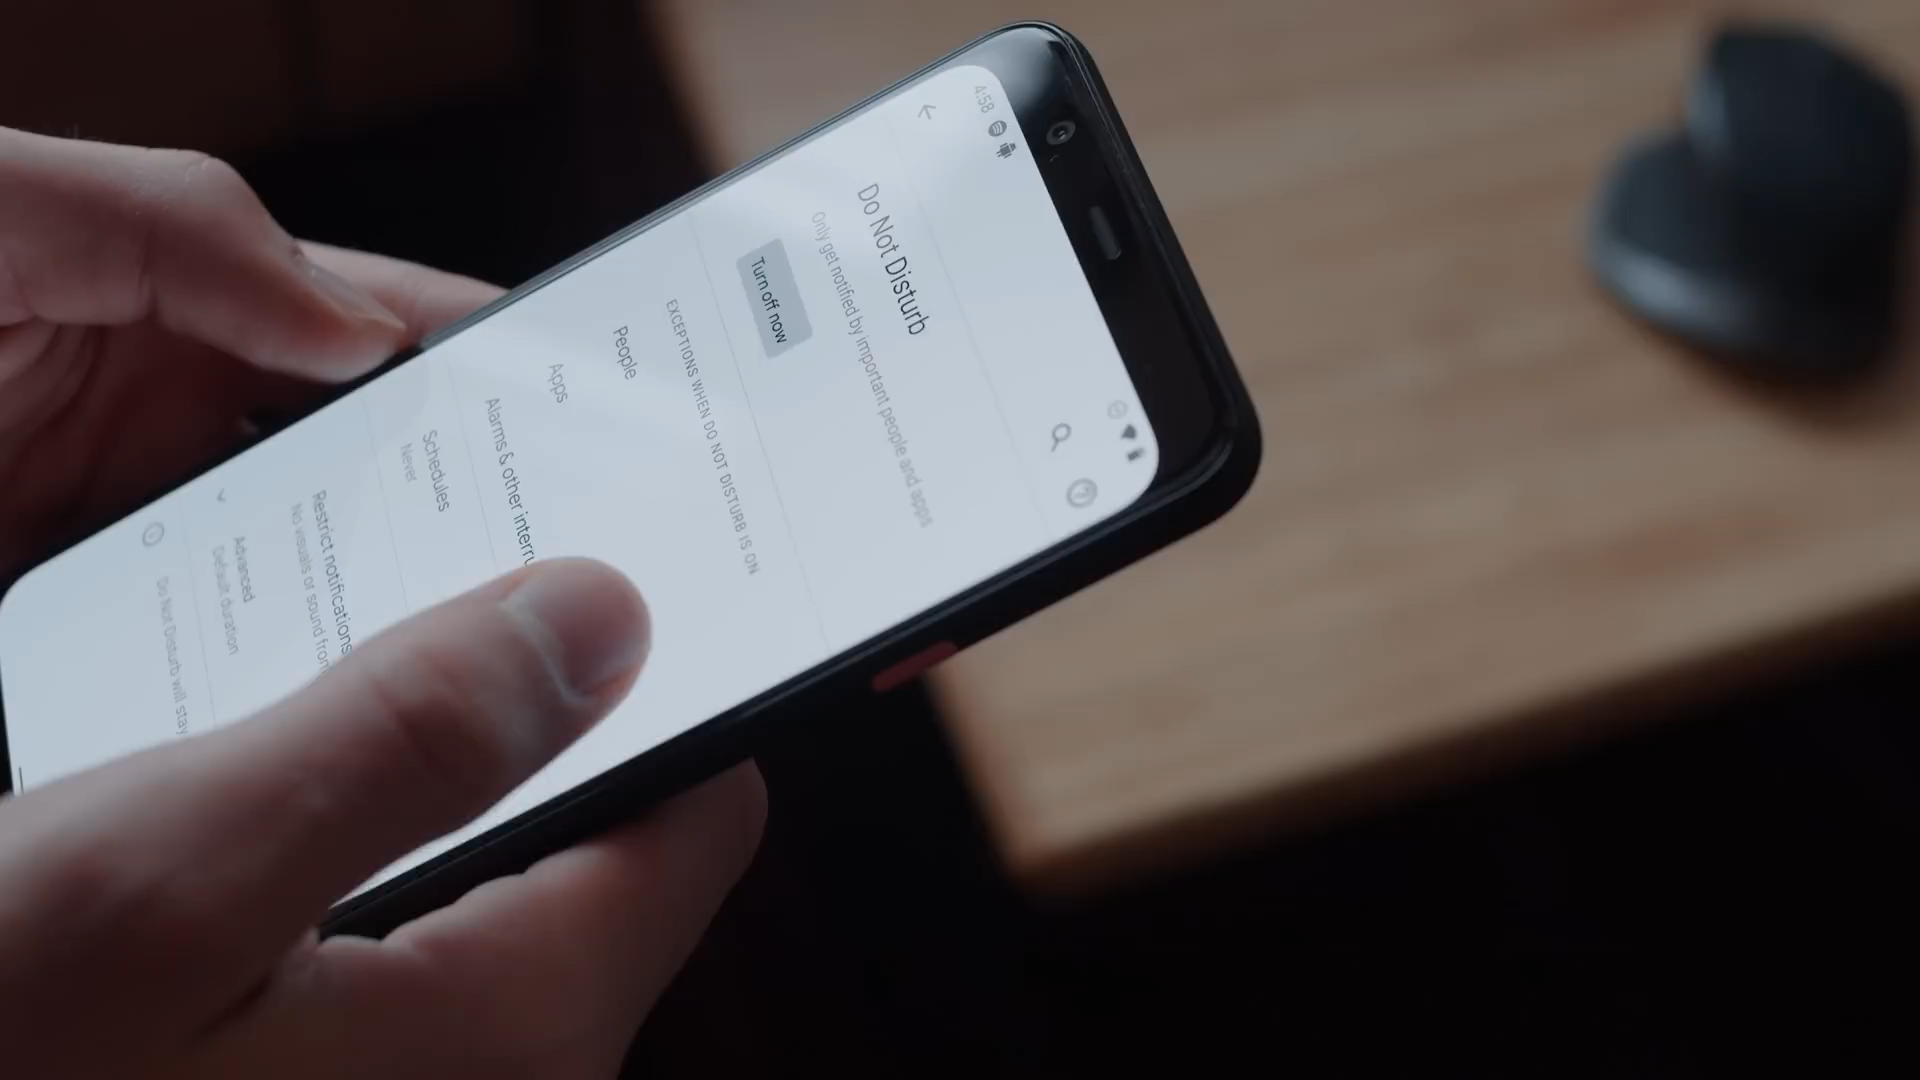 4:58
Do Not Disturb
Only get notified by important people and apps
Turn off now
EXCEPTIONS WHEN DO NOT DISTURB IS ON
People
Apps
Alarms & other interru
Schedules
Never
Restrict notifications
No visuals or sound from
Advanced
Default duration
Do Not Disturb will stay